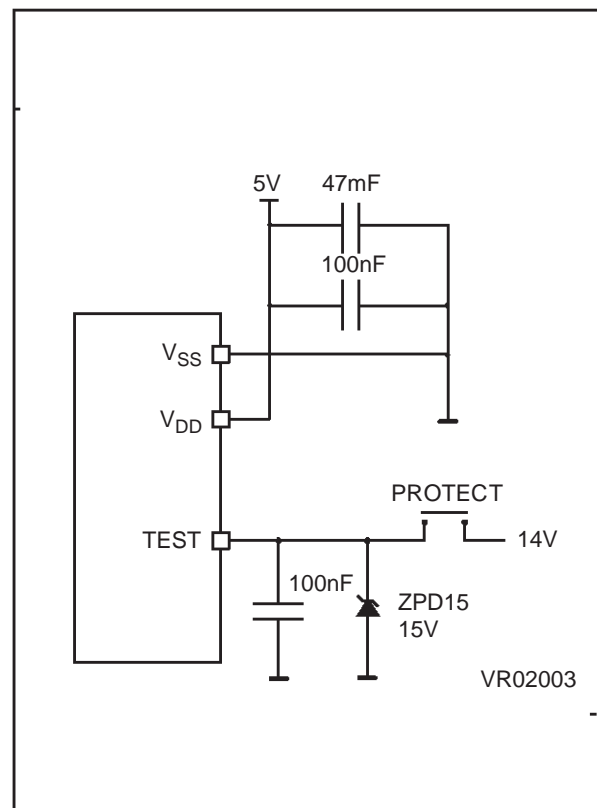 5V 47mF
100nF
VSS
VDD
PROTECT
TEST 14V
100nF ZPD15
15V
VR02003